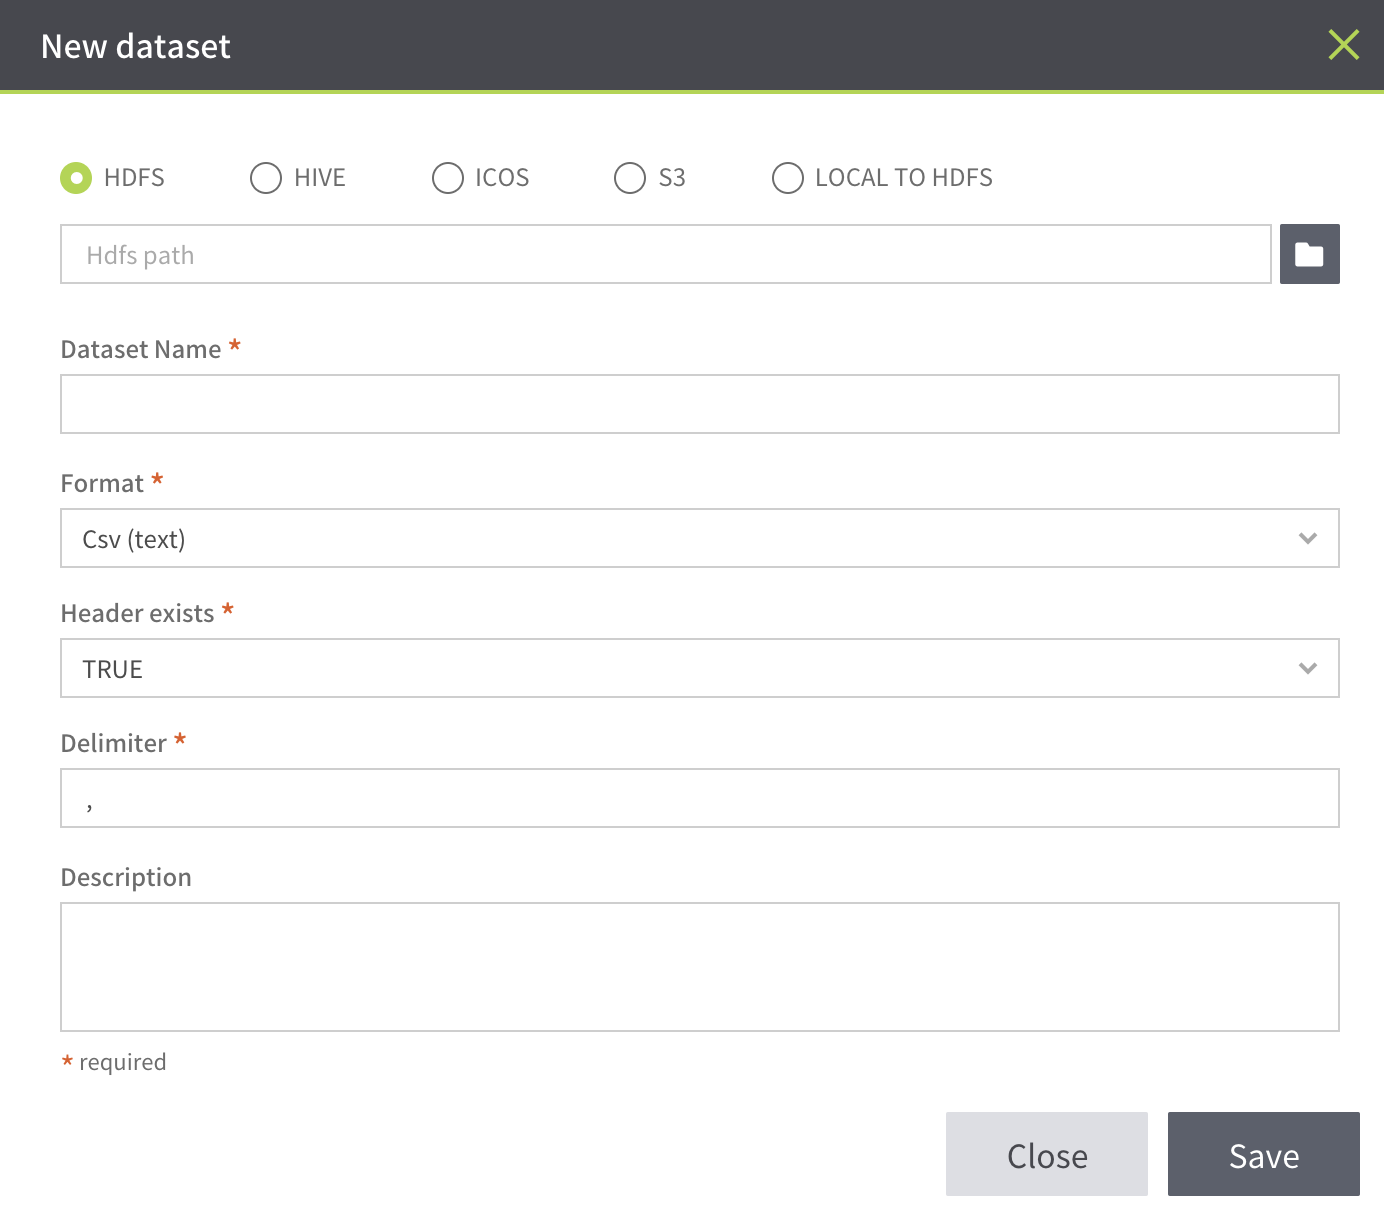 New dataset
HDFS HIVE ICOS S3 LOCAL TO HDFS
Hdfs path
Dataset Name *
Format *
Csv (text)
Header exists *
TRUE
Delimiter *
,
Description
* required
Close Save